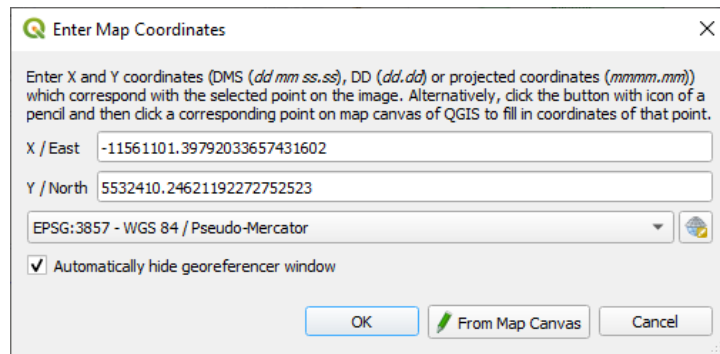 Enter Map Coordinates
Enter X and Y coordinates (DMS (dd mm ss.ss), DD (dd.dd) or projected coordinates (mmmm.mm))
which correspond with the selected point on the image. Alternatively, click the button with icon of a
pencil and then click a corresponding point on map canvas of QGIS to fill in coordinates of that point.
X / East -11561101.39792033657431602
Y / North 5532410.24621192272752523
EPSG:3857 - WGS 84 / Pseudo-Mercator
Automatically hide georeferencer window
OK From Map Canvas Cancel